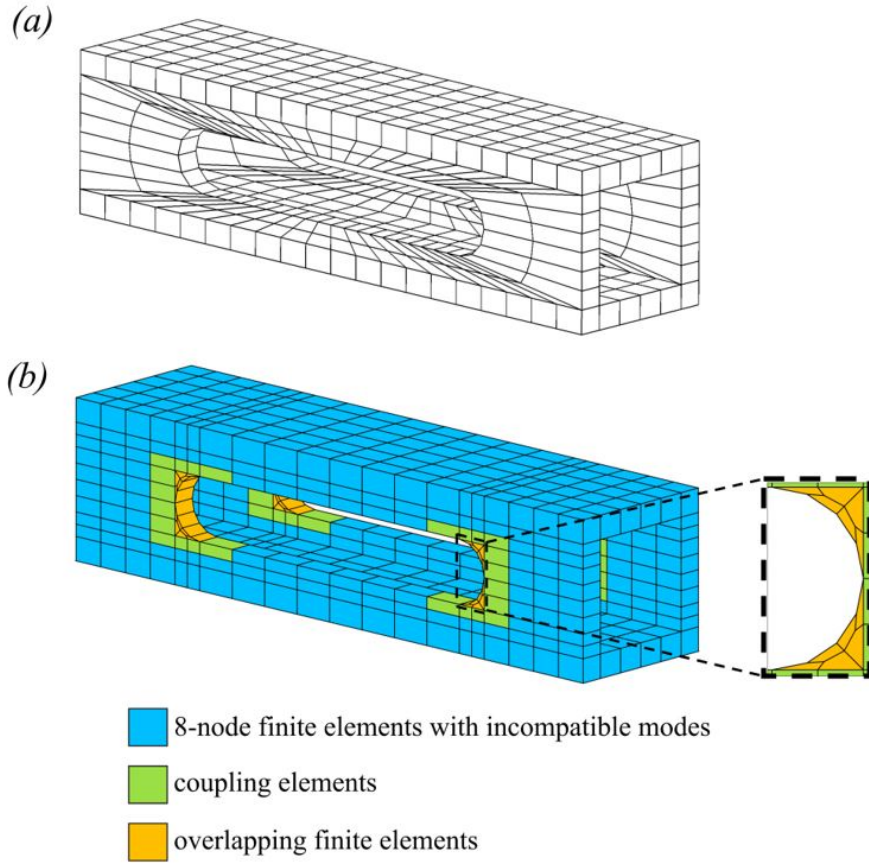 (a)
(b)
8-node finite elements with incompatible modes
coupling elements
overlapping finite elements